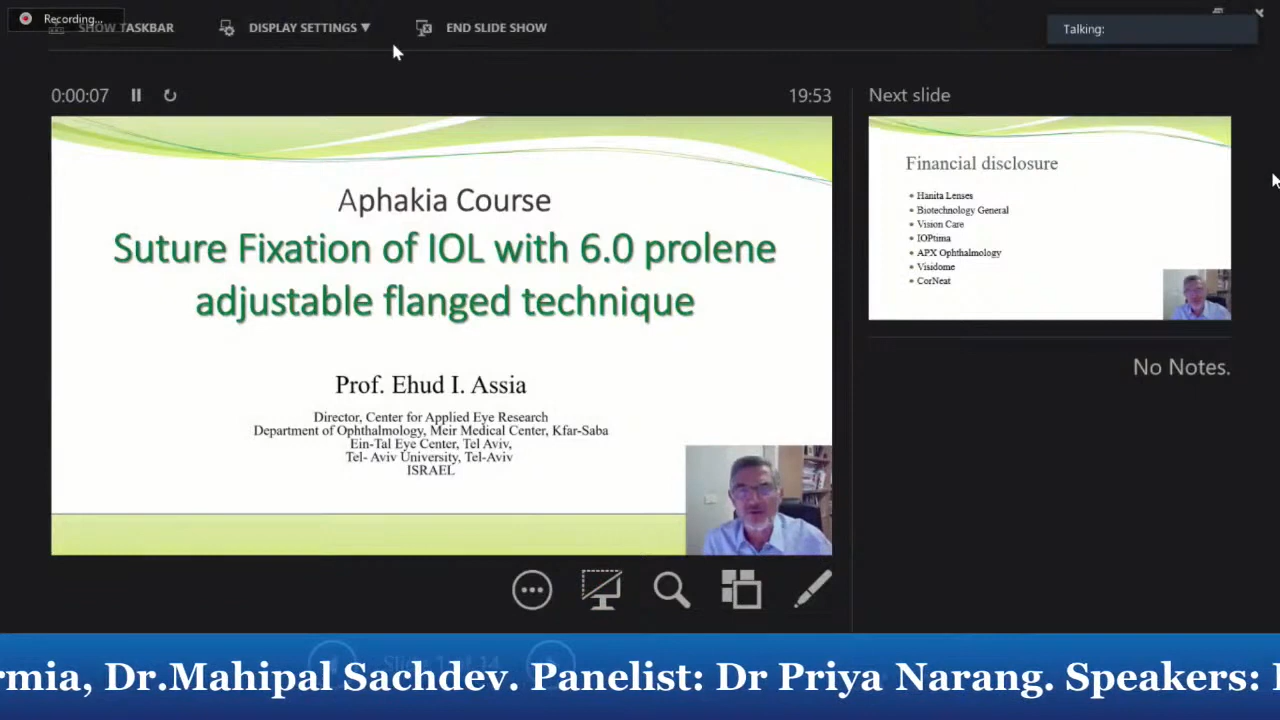 Recording...
SHOW TASKBAR
DISPLAY SETTINGS ▼
END SLIDE SHOW
Talking:
0:00:07
19:53
Next slide
Aphakia Course
Suture Fixation of IOL with 6.0 prolene
adjustable flanged technique
Prof. Ehud I. Assia
Director, Center for Applied Eye Research
Department of Ophthalmology, Meir Medical Center, Kfar-Saba
Ein-Tal Eye Center, Tel Aviv,
Tel- Aviv University, Tel-Aviv
ISRAEL
Financial disclosure
Hanita Lenses
Biotechnology General
Vision Care
IOPtima
APX Ophthalmology
Visidome
CorNeat
No Notes.
Slide 1 of 14
rmia, Dr.Mahipal Sachdev. Panelist: Dr Priya Narang. Speakers: